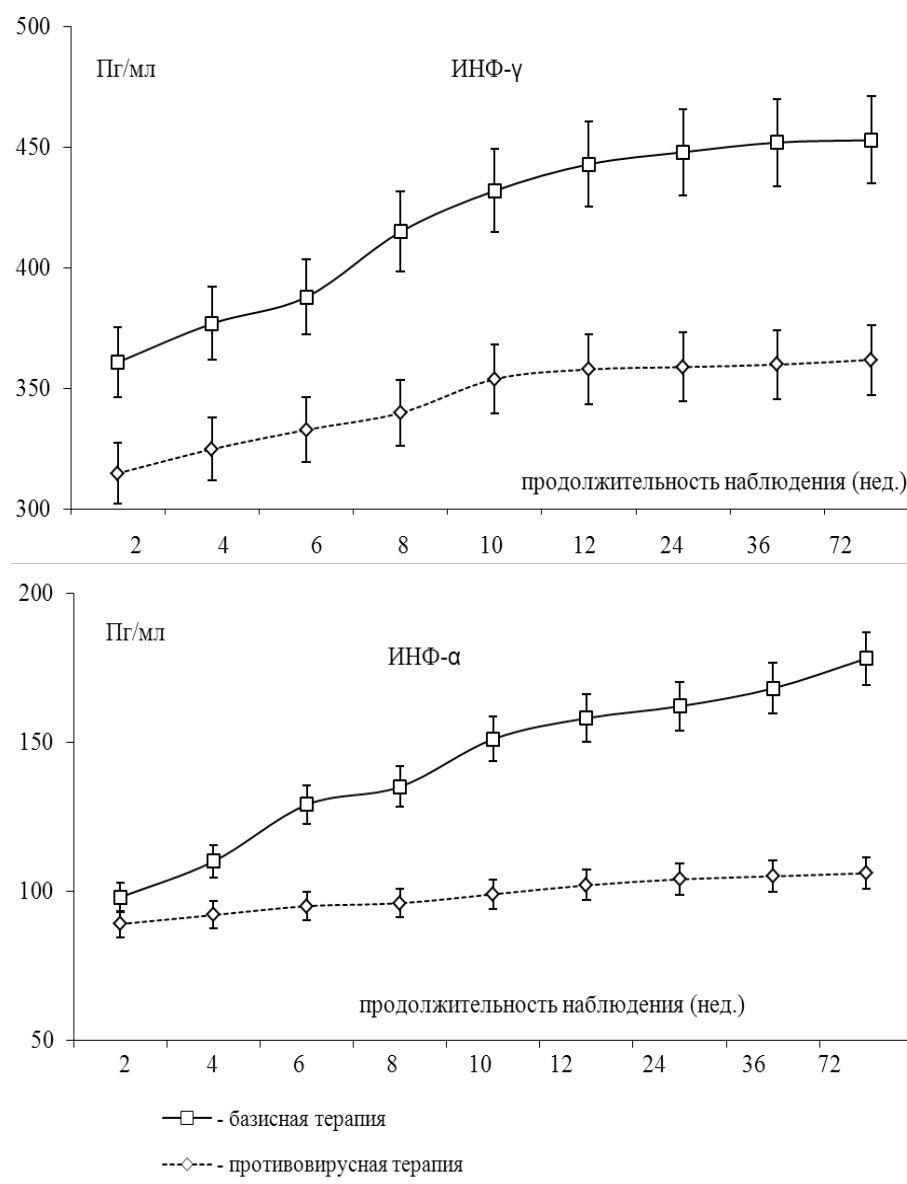 500
Пг/мл ИНФ-γ
450
400
350
продолжительность наблюдения (нед.)
300
2 4 6 8 10 12 24 36 72
200
Пг/мл
ИНФ-α
150
100
продолжительность наблюдения (нед.)
50
2 4 6 8 10 12 24 36 72
- базисная терапия
- противовирусная терапия